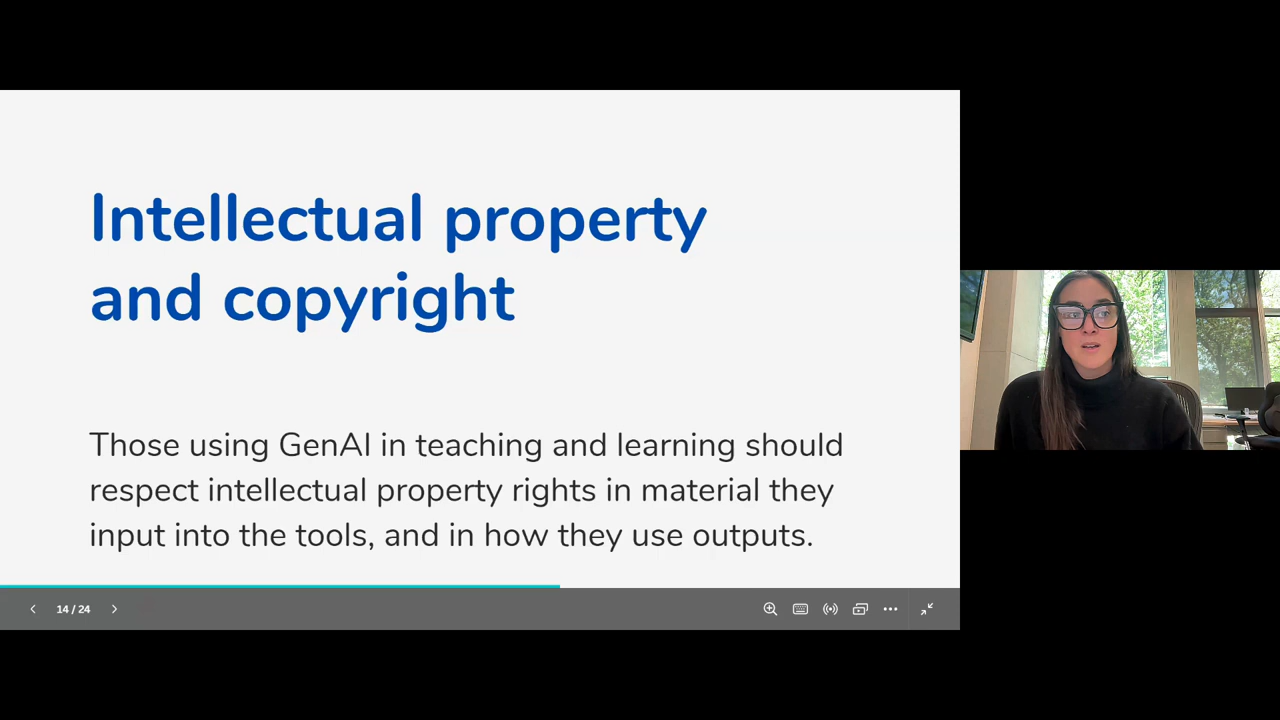 Intellectual property
and copyright
Those using GenAI in teaching and learning should
respect intellectual property rights in material they
input into the tools, and in how they use outputs.
14 / 24